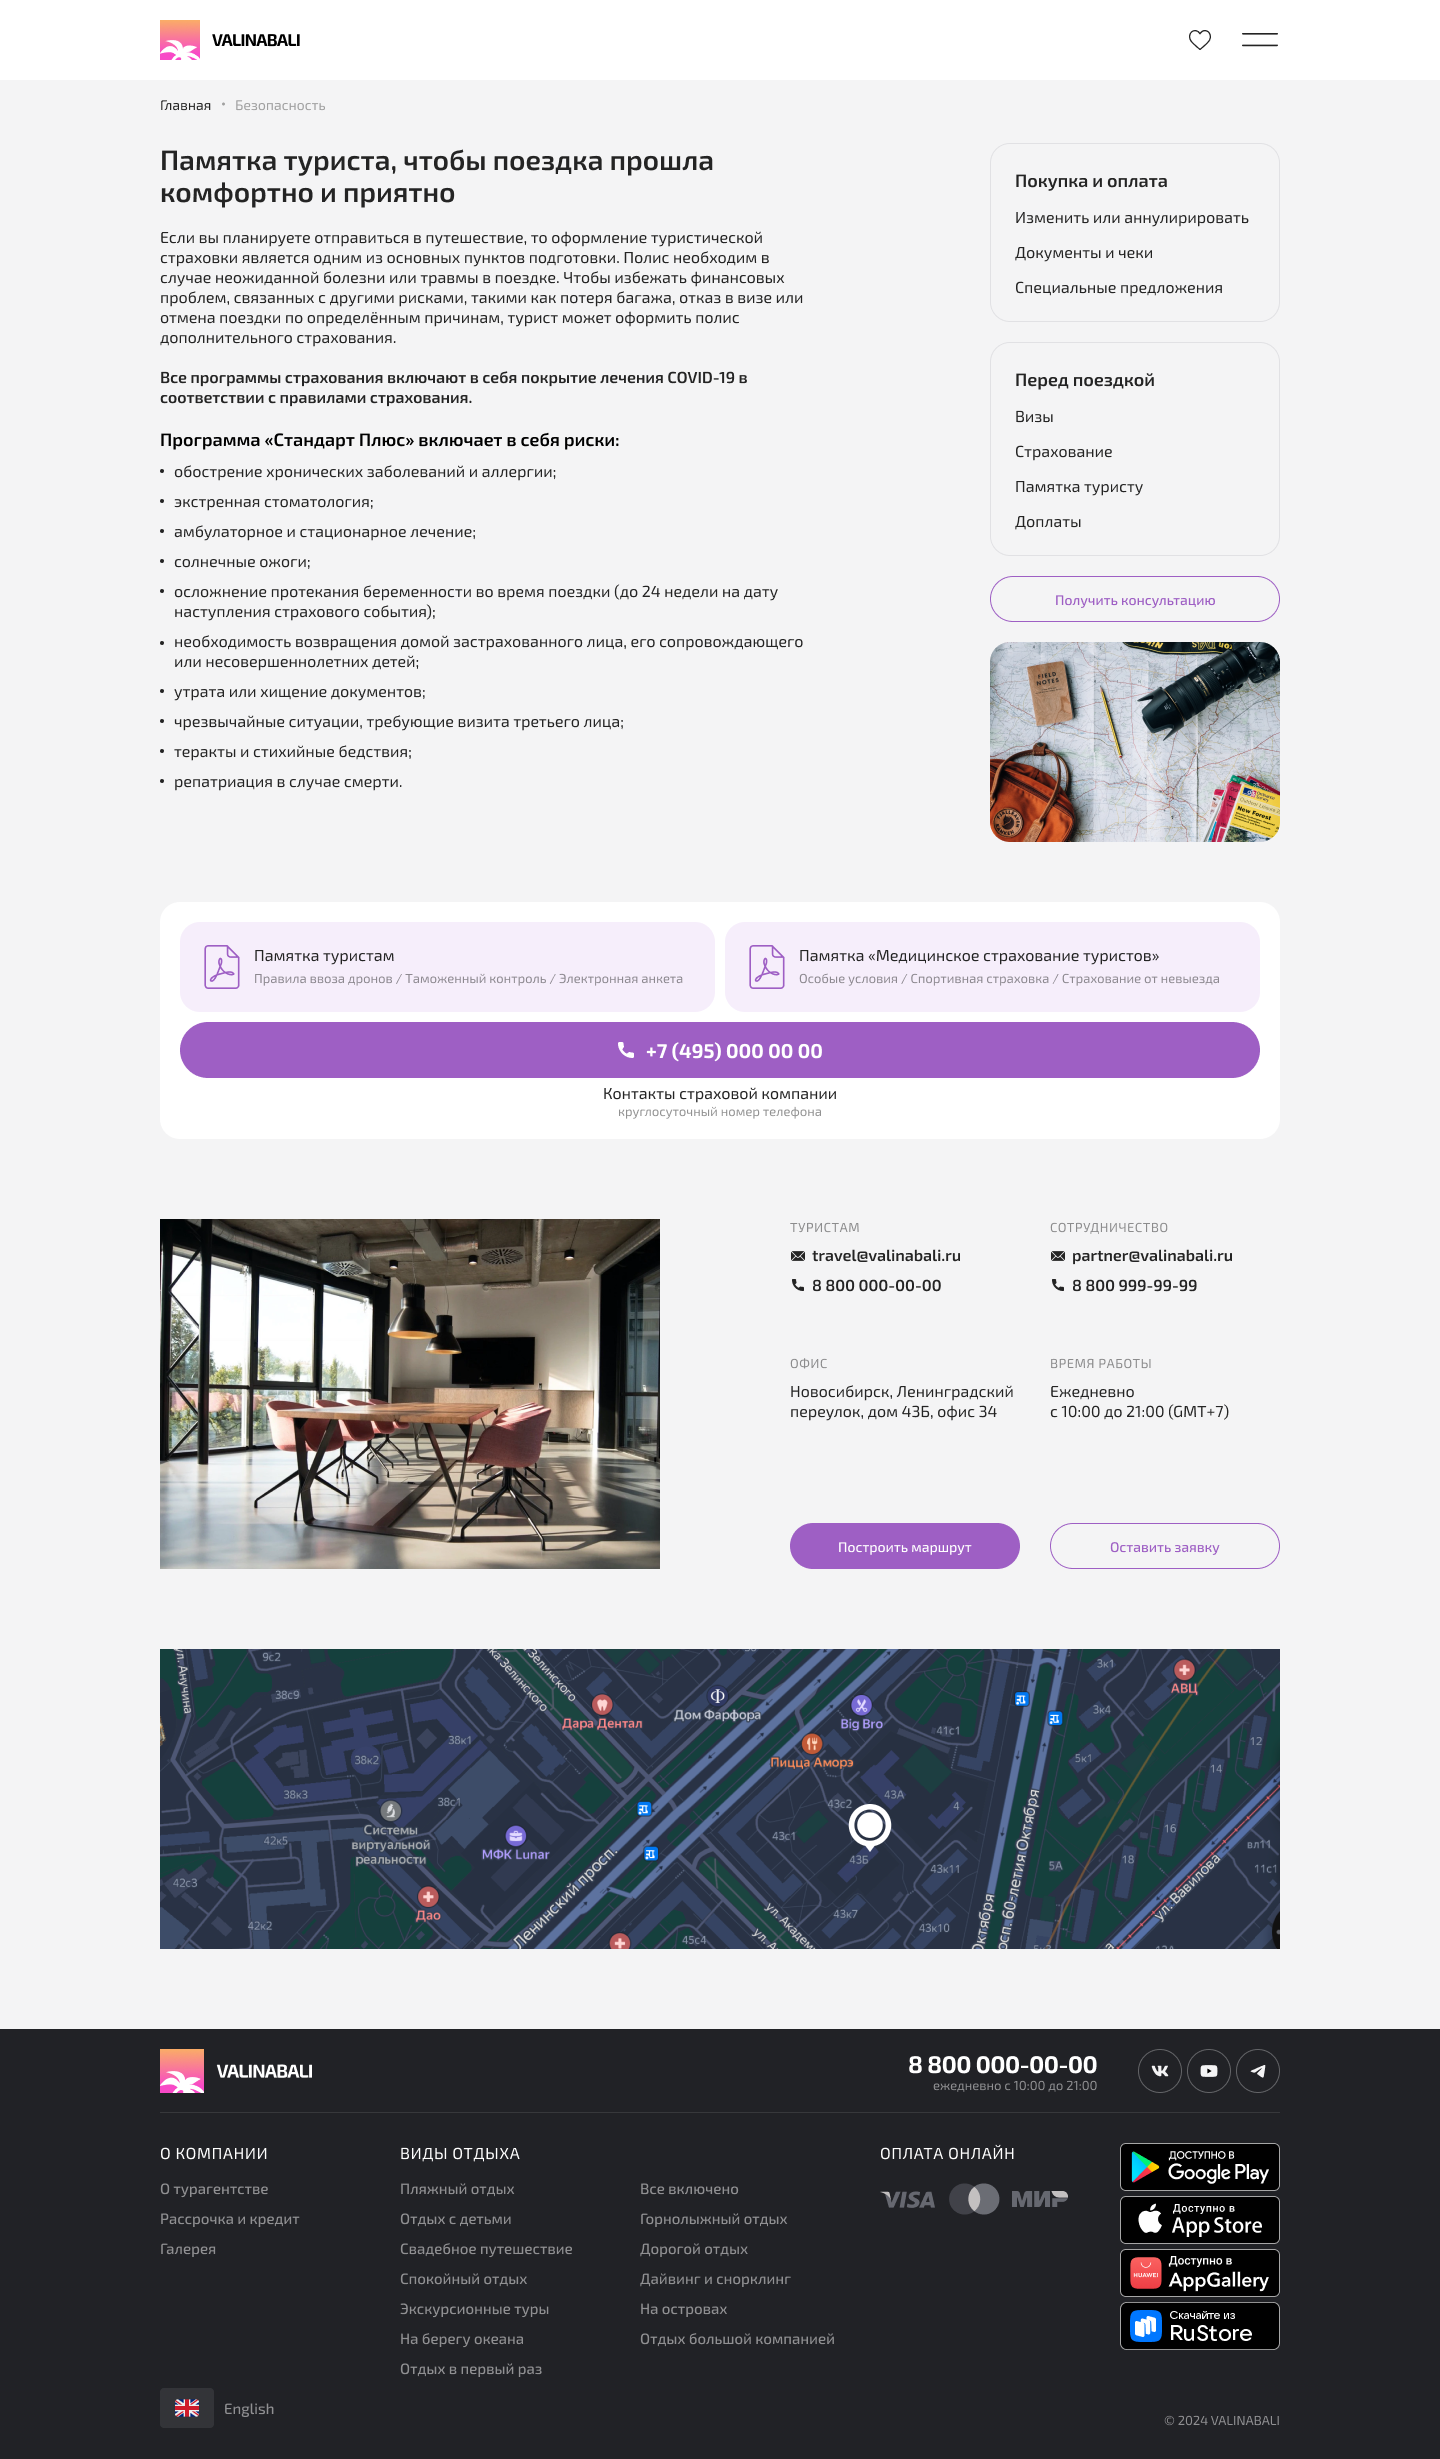 VALINABALI
Главная • Безопасность
Памятка туриста, чтобы поездка прошла
комфортно и приятно
Если вы планируете отправиться в путешествие, то оформление туристической
страховки является одним из основных пунктов подготовки. Полис необходим в
случае неожиданной болезни или травмы в поездке. Чтобы избежать финансовых
проблем, связанных с другими рисками, такими как потеря багажа, отказ в визе или
отмена поездки по определённым причинам, турист может оформить полис
дополнительного страхования.
Все программы страхования включают в себя покрытие лечения COVID-19 в
соответствии с правилами страхования.
Программа «Стандарт Плюс» включает в себя риски:
• обострение хронических заболеваний и аллергии;
• экстренная стоматология;
• амбулаторное и стационарное лечение;
• солнечные ожоги;
• осложнение протекания беременности во время поездки (до 24 недели на дату
наступления страхового события);
• необходимость возвращения домой застрахованного лица, его сопровождающего
или несовершеннолетних детей;
• утрата или хищение документов;
• чрезвычайные ситуации, требующие визита третьего лица;
• теракты и стихийные бедствия;
• репатриация в случае смерти.
Покупка и оплата
Изменить или аннулирировать
Документы и чеки
Специальные предложения
Перед поездкой
Визы
Страхование
Памятка туристу
Доплаты
Получить консультацию
FIELD
NOTES
New Forest
Памятка туристам
Правила ввоза дронов / Таможенный контроль / Электронная анкета
Памятка «Медицинское страхование туристов»
Особые условия / Спортивная страховка / Страхование от невыезда
+7 (495) 000 00 00
Контакты страховой компании
круглосуточный номер телефона
ТУРИСТАМ
travel@valinabali.ru
8 800 000-00-00
СОТРУДНИЧЕСТВО
partner@valinabali.ru
8 800 999-99-99
ОФИС
Новосибирск, Ленинградский
переулок, дом 43Б, офис 34
ВРЕМЯ РАБОТЫ
Ежедневно
с 10:00 до 21:00 (GMT+7)
Построить маршрут
Оставить заявку
ул. Анучина
9с2
38с9
38к1
38к2
38к3
38с1
42к5
42с3
42к2
Зелинского
Зелинского
Дара Дентал
Ф
Дом Фарфора
Big Bro
Пицца Аморэ
41с1
3к1
АВЦ
3к4
5к1
12
14
16
18
43А
43с2
4
43с1
43Б
43к11
5А
вл11
11с1
43к7
43к10
45с4
Системы
виртуальной
реальности
МФК Lunar
Дао
Ленинский просп.
ул. Академ
Октября
просп. 60-летия Октября
ул. Вавилова
VALINABALI
8 800 000-00-00
ежедневно с 10:00 до 21:00
О КОМПАНИИ
О турагентстве
Рассрочка и кредит
Галерея
ВИДЫ ОТДЫХА
Пляжный отдых
Отдых с детьми
Свадебное путешествие
Спокойный отдых
Экскурсионные туры
На берегу океана
Отдых в первый раз
Все включено
Горнолыжный отдых
Дорогой отдых
Дайвинг и снорклинг
На островах
Отдых большой компанией
ОПЛАТА ОНЛАЙН
VISA
МИР
ДОСТУПНО В
Google Play
Доступно в
App Store
HUAWEI
Доступно в
AppGallery
Скачайте из
RuStore
English
© 2024 VALINABALI